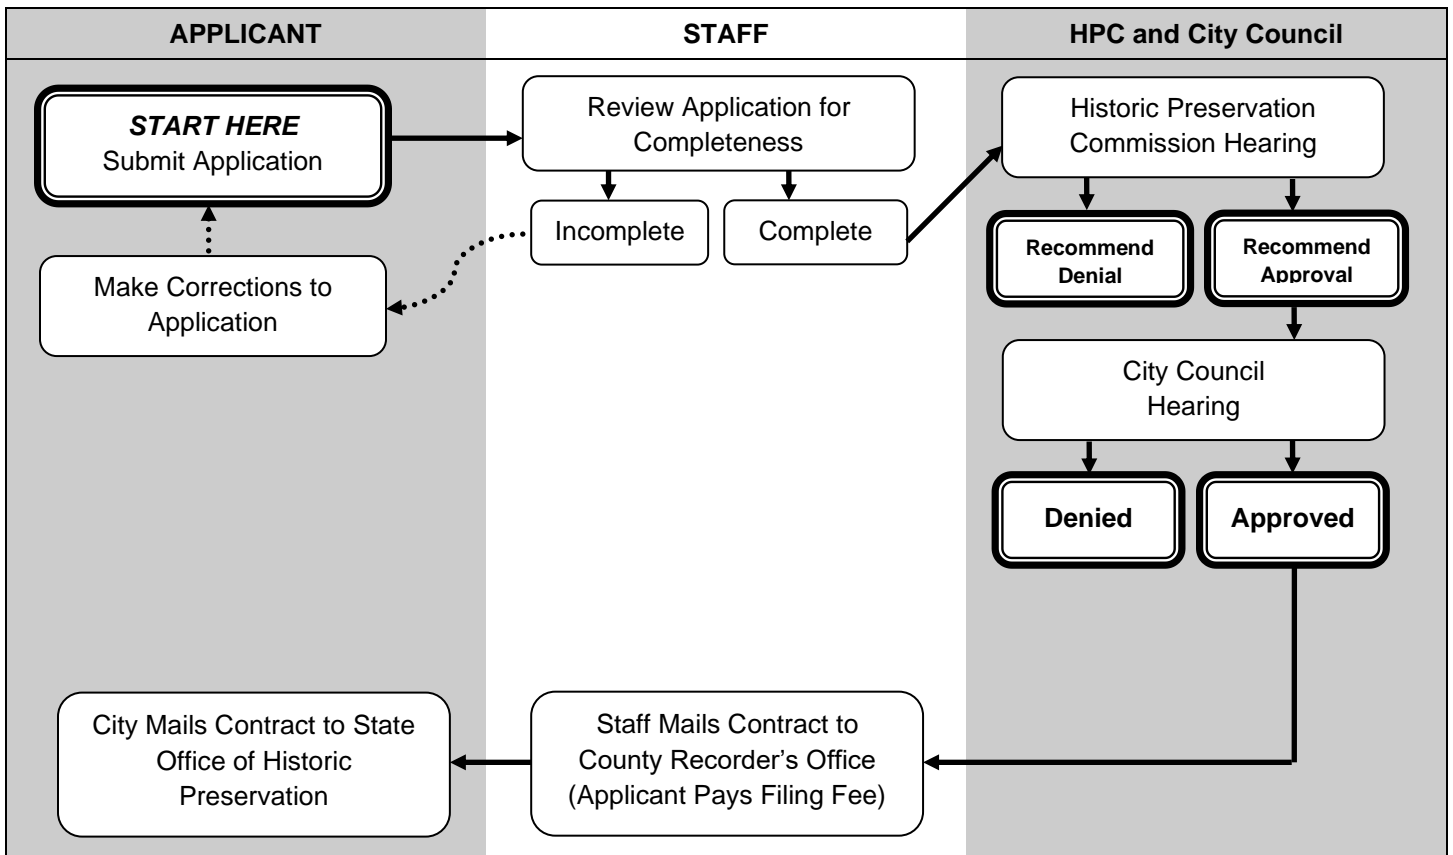 APPLICANT
STAFF
HPC and City Council
START HERE
Submit Application
Review Application for
Completeness
Historic Preservation
Commission Hearing
Incomplete
Complete
Recommend
Denial
Recommend
Approval
Make Corrections to
Application
City Council
Hearing
Denied
Approved
City Mails Contract to State
Office of Historic
Preservation
Staff Mails Contract to
County Recorder’s Office
(Applicant Pays Filing Fee)